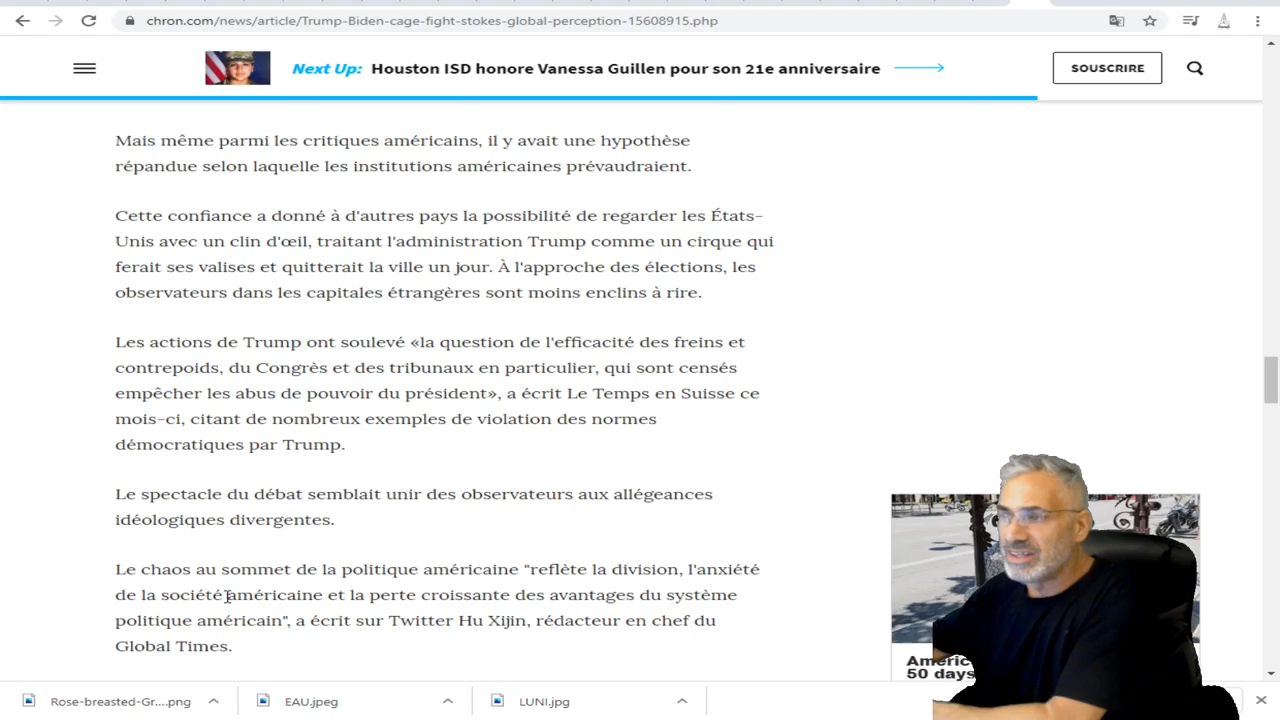 chron.com/news/article/Trump-Biden-cage-fight-stokes-global-perception-15608915.php
Next Up: Houston ISD honore Vanessa Guillen pour son 21e anniversaire
SOUSCRIRE
Mais même parmi les critiques américains, il y avait une hypothèse
répandue selon laquelle les institutions américaines prévaudraient.
Cette confiance a donné à d'autres pays la possibilité de regarder les États-
Unis avec un clin d'œil, traitant l'administration Trump comme un cirque qui
ferait ses valises et quitterait la ville un jour. À l'approche des élections, les
observateurs dans les capitales étrangères sont moins enclins à rire.
Les actions de Trump ont soulevé «la question de l'efficacité des freins et
contrepoids, du Congrès et des tribunaux en particulier, qui sont censés
empêcher les abus de pouvoir du président», a écrit Le Temps en Suisse ce
mois-ci, citant de nombreux exemples de violation des normes
démocratiques par Trump.
Le spectacle du débat semblait unir des observateurs aux allégeances
idéologiques divergentes.
Le chaos au sommet de la politique américaine "reflète la division, l'anxiété
de la société américaine et la perte croissante des avantages du système
politique américain", a écrit sur Twitter Hu Xijin, rédacteur en chef du
Global Times.
50 days
Rose-breasted-Gr....png
EAU.jpeg
LUNI.jpg